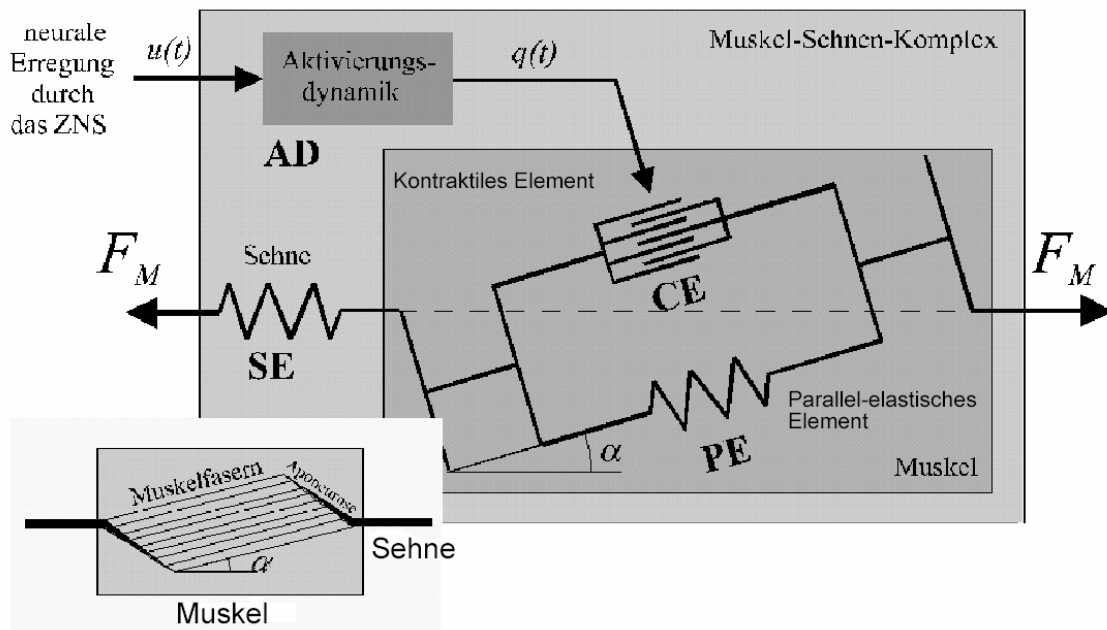 neurale
Erregung
durch
das ZNS
u(t)
Aktivierungs-
dynamik
AD
q(t)
Muskel-Sehnen-Komplex
Kontraktiles Element
CE
F_M
Sehne
SE
F_M
Parallel-elastisches
Element
PE
α
Muskel
Muskelfasern
Aponeurose
α
Sehne
Muskel